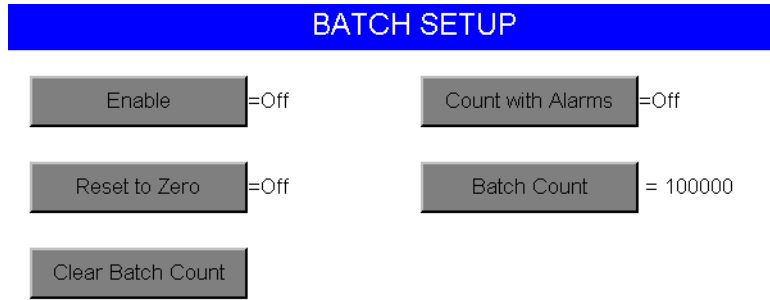 BATCH SETUP
Enable =Off Count with Alarms =Off
Reset to Zero =Off Batch Count = 100000
Clear Batch Count